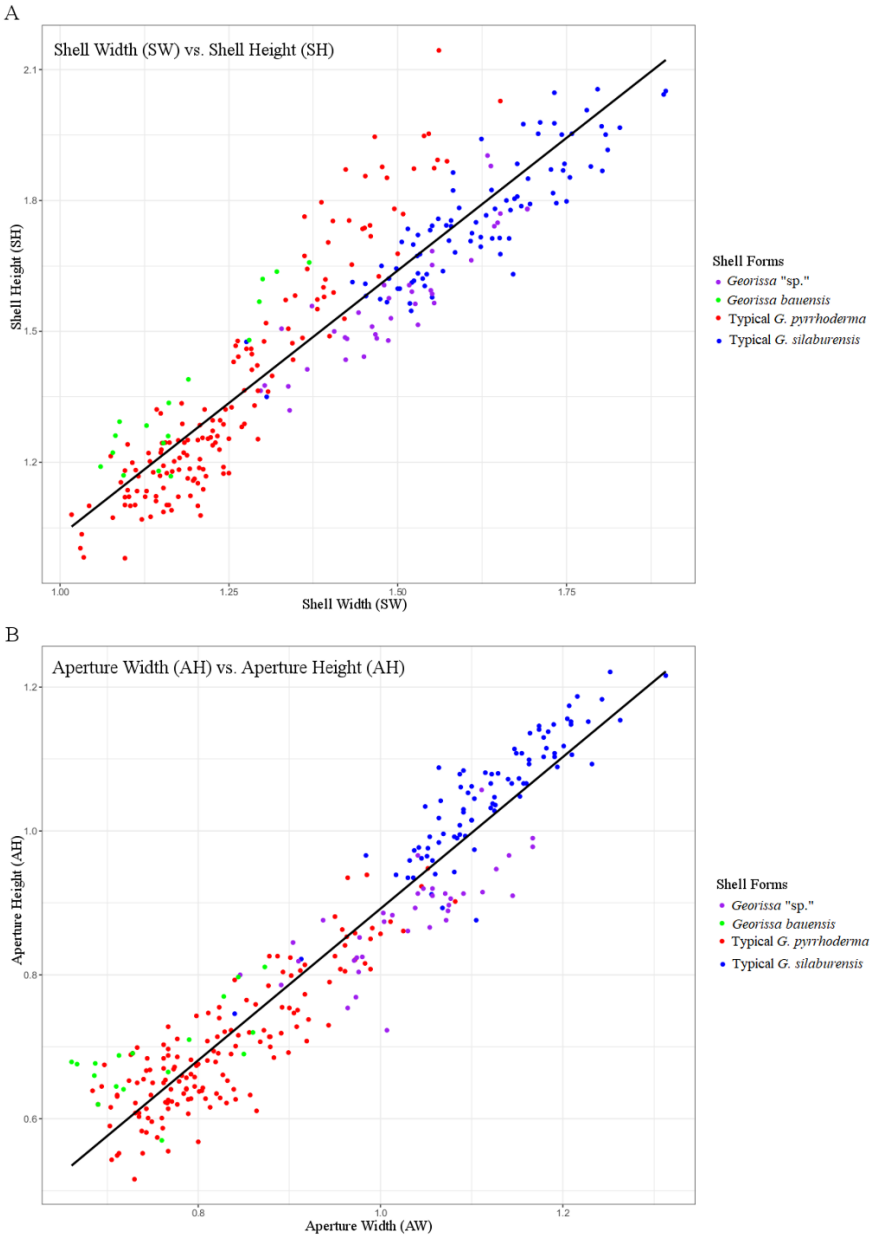 A
Shell Width (SW) vs. Shell Height (SH)
2.1
1.8
1.5
1.2
Shell Height (SH)
1.00
1.25
1.50
1.75
Shell Width (SW)
Shell Forms
Georissa "sp."
Georissa bauensis
Typical G. pyrrhoderma
Typical G. silaburensis
B
Aperture Width (AH) vs. Aperture Height (AH)
1.2
1.0
0.8
0.6
Aperture Height (AH)
0.8
1.0
1.2
Aperture Width (AW)
Shell Forms
Georissa "sp."
Georissa bauensis
Typical G. pyrrhoderma
Typical G. silaburensis